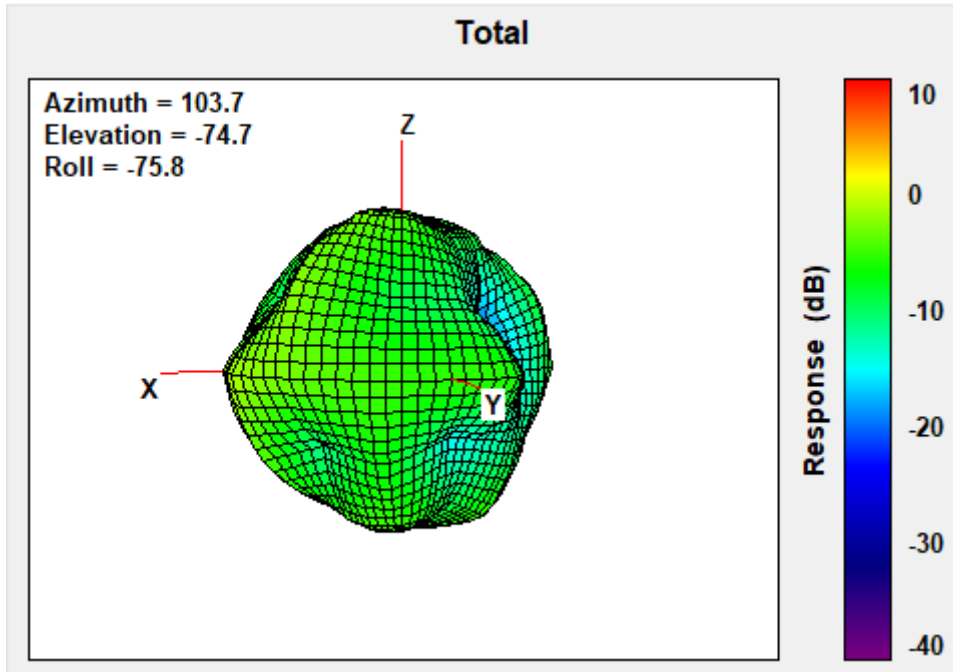 Total
Azimuth = 103.7
Elevation = -74.7
Roll = -75.8
Z
X
Y
10
0
-10
-20
-30
-40
Response (dB)